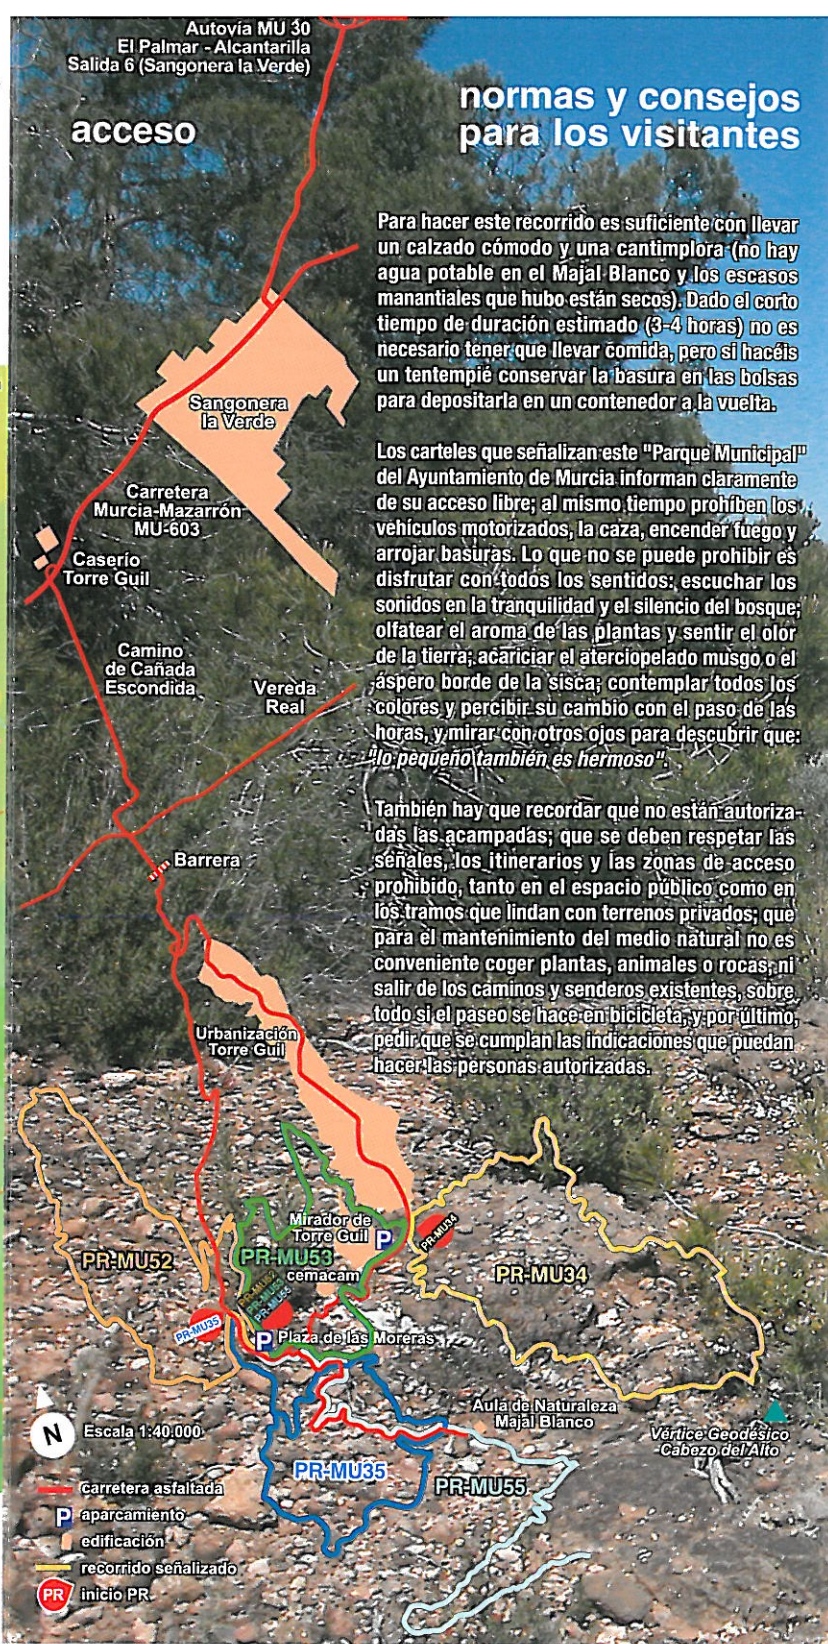 Autovía MU 30
El Palmar - Alcantarilla
Salida 6 (Sangonera la Verde)
acceso
normas y consejos
para los visitantes
Para hacer este recorrido es suficiente con llevar
un calzado cómodo y una cantimplora (no hay
agua potable en el Majal Blanco y los escasos
manantiales que hubo están secos). Dado el corto
tiempo de duración estimado (3-4 horas) no es
necesario tener que llevar comida, pero si hacéis
un tentempié conservar la basura en las bolsas
para depositarla en un contenedor a la vuelta.
Los carteles que señalizan este "Parque Municipal"
del Ayuntamiento de Murcia informan claramente
de su acceso libre; al mismo tiempo prohíben los
vehículos motorizados, la caza, encender fuego y
arrojar basuras. Lo que no se puede prohibir es
disfrutar con todos los sentidos: escuchar los
sonidos en la tranquilidad y el silencio del bosque;
olfatear el aroma de las plantas y sentir el olor
de la tierra; acariciar el aterciopelado musgo o el
áspero borde de la sisca; contemplar todos los
colores y percibir su cambio con el paso de las
horas, y mirar con otros ojos para descubrir que:
"lo pequeño también es hermoso".
También hay que recordar que no están autoriza-
das las acampadas; que se deben respetar las
señales, los itinerarios y las zonas de acceso
prohibido, tanto en el espacio público como en
los tramos que lindan con terrenos privados; que
para el mantenimiento del medio natural no es
conveniente coger plantas, animales o rocas, ni
salir de los caminos y senderos existentes, sobre
todo si el paseo se hace en bicicleta, y por último,
pedir que se cumplan las indicaciones que puedan
hacer las personas autorizadas.
Sangonera
la Verde
Carretera
Murcia-Mazarrón
MU-603
Caserío
Torre Guil
Camino
de Cañada
Escondida
Vereda
Real
Barrera
Urbanización
Torre Guil
Mirador de
Torre Guil
P
PR-MU34
PR-MU52
PR-MU53
cemacam
PR-MU34
PR-MU52
PR-MU53
PR-MU55
PR-MU35
P
Plaza de las Moreras
Aula de Naturaleza
Majal Blanco
Vértice Geodésico
Cabezo del Alto
N
Escala 1:40.000
PR-MU35
PR-MU55
carretera asfaltada
P aparcamiento
edificación
recorrido señalizado
PR inicio PR